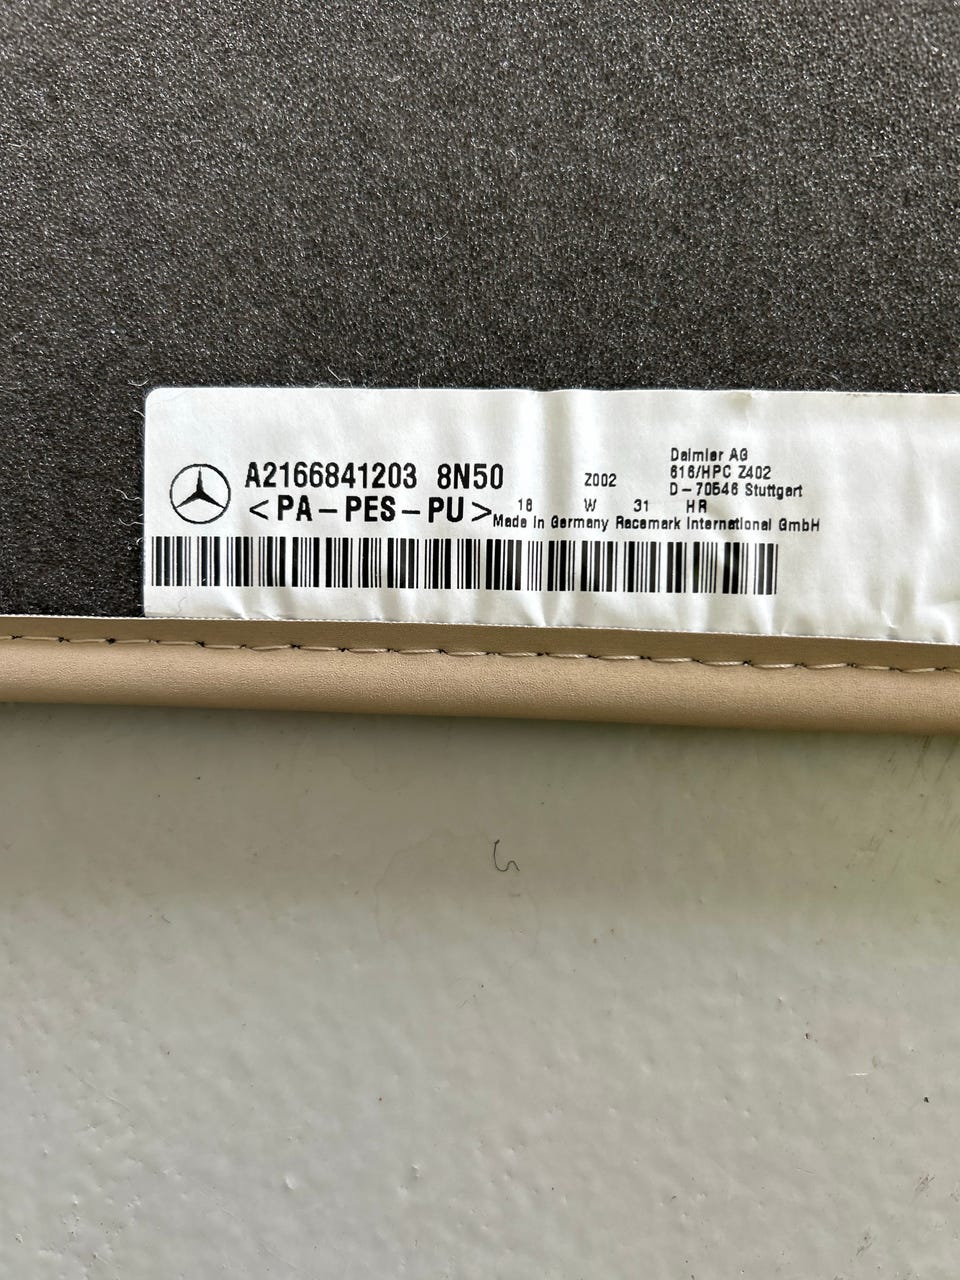 A2166841203 8N50
<PA-PES-PU>
Z002
Daimler AG
616/HPC Z402
D-70546 Stuttgart
18 W 31 HR
Made in Germany Racemark International GmbH